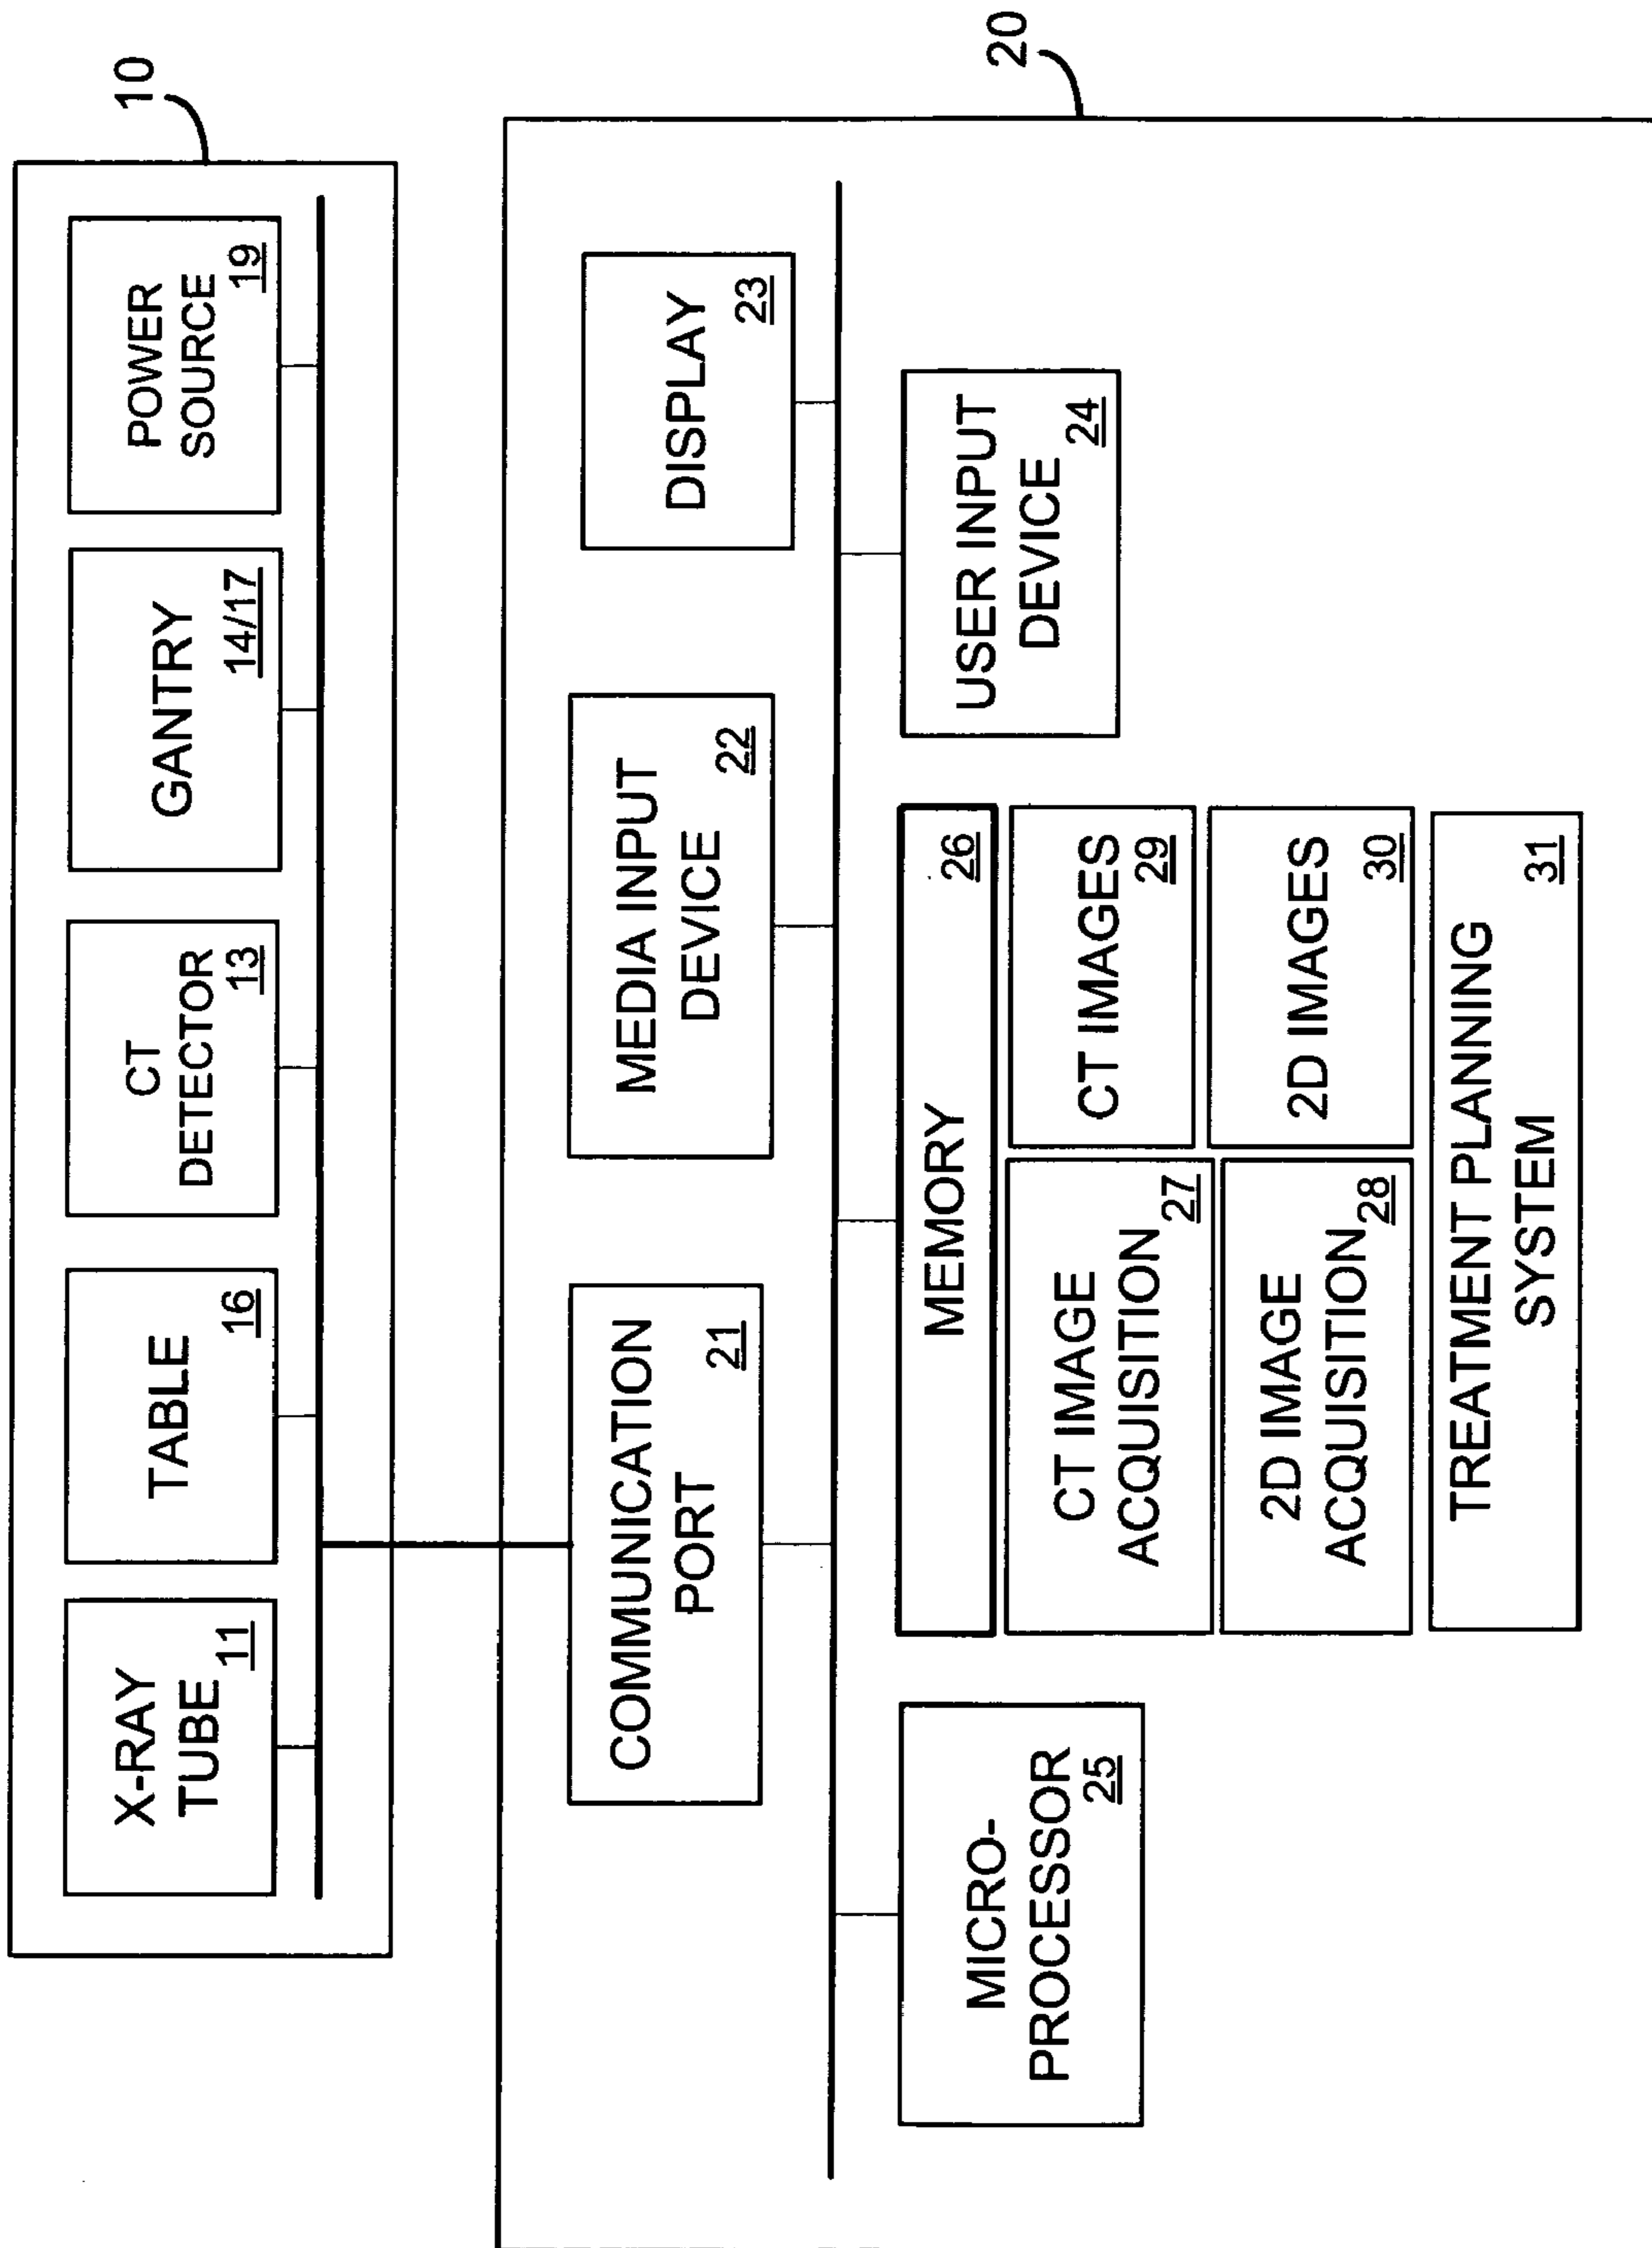 10
X-RAY
TUBE
11
TABLE
16
CT
DETECTOR
13
GANTRY
14/17
POWER
SOURCE
19
20
COMMUNICATION
PORT
21
MEDIA INPUT
DEVICE
22
DISPLAY
23
MICRO-
PROCESSOR
25
MEMORY
26
CT IMAGE
ACQUISITION
27
CT IMAGES
29
2D IMAGE
ACQUISITION
28
2D IMAGES
30
TREATMENT PLANNING
SYSTEM
31
USER INPUT
DEVICE
24